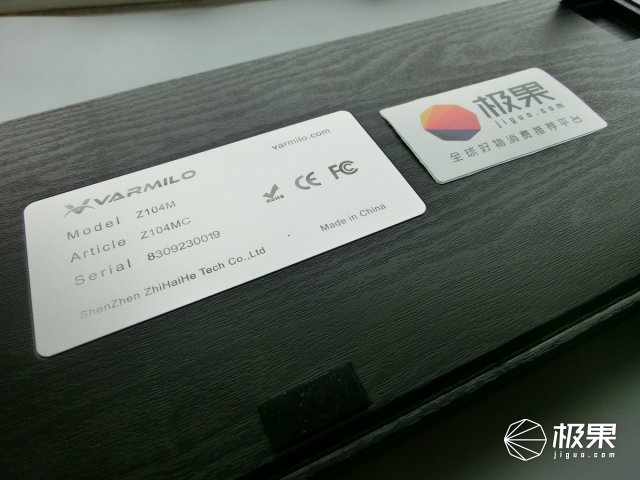 VARMILO
varmilo.com
Model Z104M
Article Z104MC
Serial 8309230019
RoHS CE FC
ShenZhen ZhiHaiHe Tech Co.,Ltd
Made in China
极果
jiguo.com
全球好物消费推荐平台
极果
jiguo.com